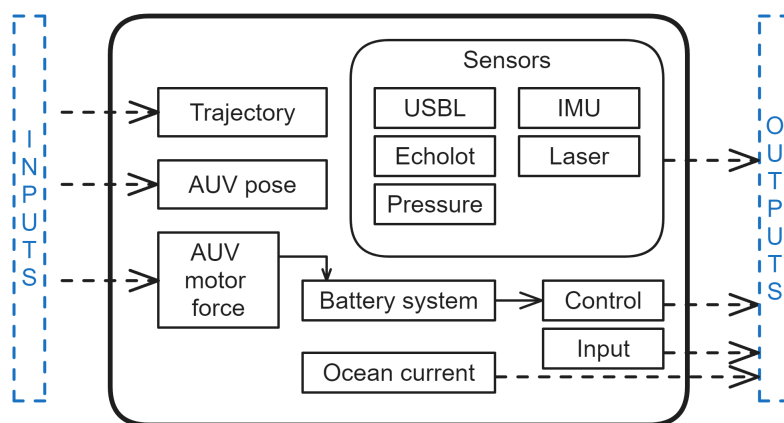 INPUTS
Trajectory
AUV pose
AUV
motor
force
Sensors
USBL
IMU
Echolot
Laser
Pressure
Battery system
Control
Input
Ocean current
OUTPUTS